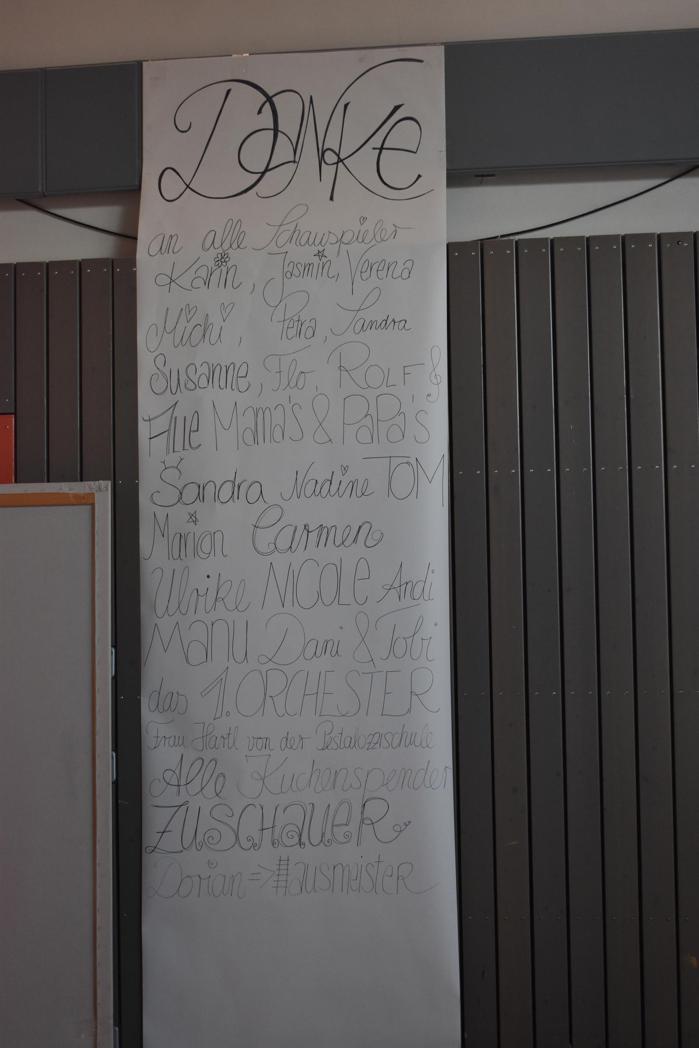 DANKE
an alle Schauspieler
Karin, Jasmin, Verena
Michi, Petra, Sandra
Susanne, Flo, ROLF &
Alle Mama's & PaPa's
Sandra Nadine TOM
Marion Carmen
Ulrike NICOLE Andi
MANU Dani & Tobi
das 1. ORCHESTER
Frau Hartl von der Pestalozzischule
Alle Kuchenspender
ZUSCHAUER
Dorian => #ausmeister